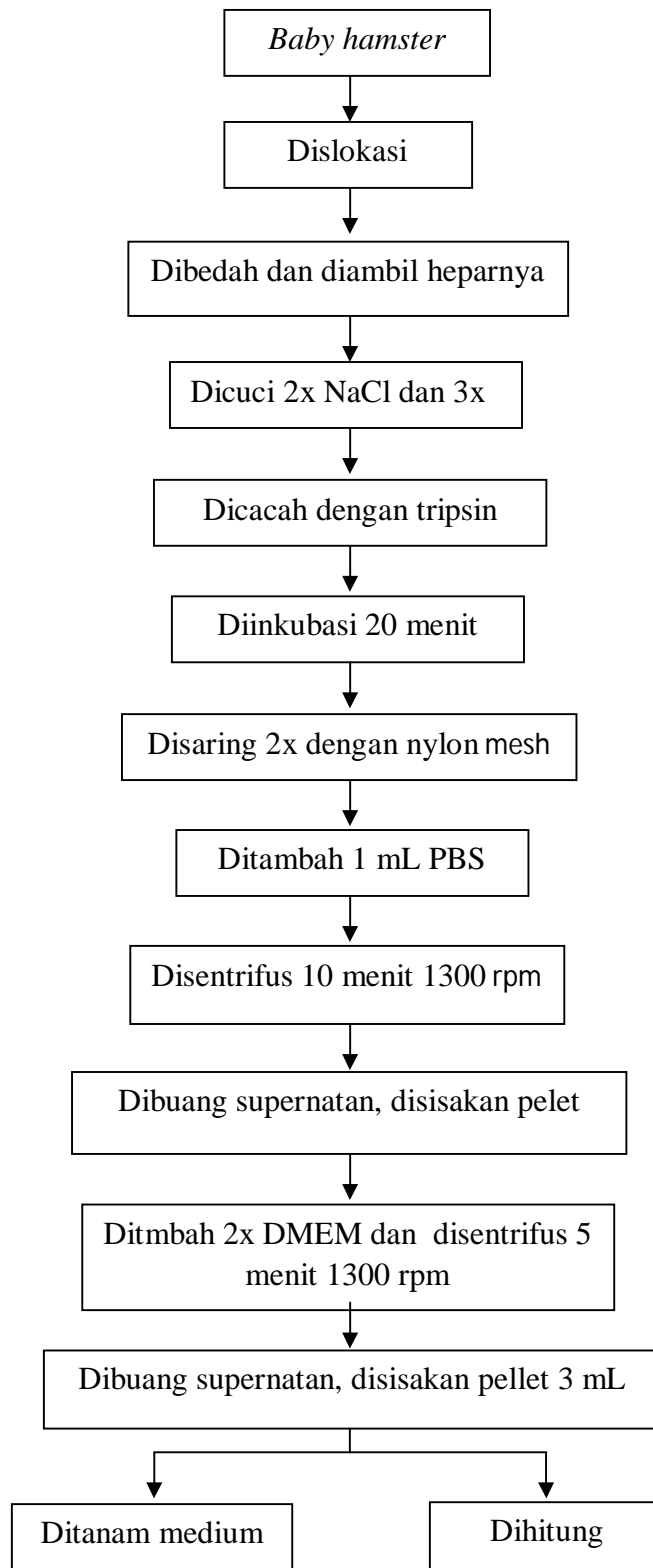 Baby hamster
Dislokasi
Dibedah dan diambil heparnya
Dicuci 2x NaCl dan 3x
Dicacah dengan tripsin
Diinkubasi 20 menit
Disaring 2x dengan nylon mesh
Ditambah 1 mL PBS
Disentrifus 10 menit 1300 rpm
Dibuang supernatan, disisakan pelet
Ditmbah 2x DMEM dan disentrifus 5
menit 1300 rpm
Dibuang supernatan, disisakan pellet 3 mL
Ditanam medium
Dihitung